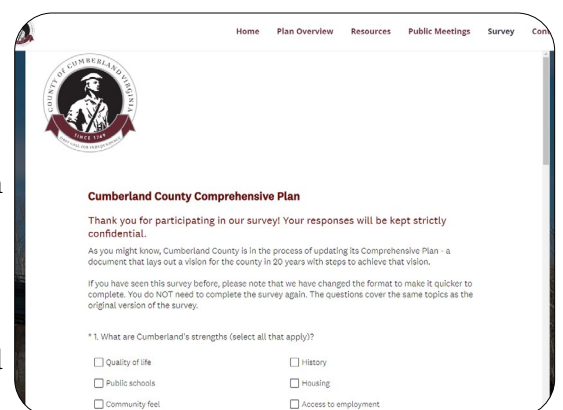 Home Plan Overview Resources Public Meetings Survey
COUNTY OF CUMBERLAND VIRGINIA
SINCE 1749
Cumberland County Comprehensive Plan
Thank you for participating in our survey! Your responses will be kept strictly
confidential.
As you might know, Cumberland County is in the process of updating its Comprehensive Plan - a
document that lays out a vision for the county in 20 years with steps to achieve that vision.
If you have seen this survey before, please note that we have changed the format to make it quicker to
complete. You do NOT need to complete the survey again. The questions cover the same topics as the
original version of the survey.
* 1. What are Cumberland's strengths (select all that apply)?
Quality of life History
Public schools Housing
Community feel Access to employment